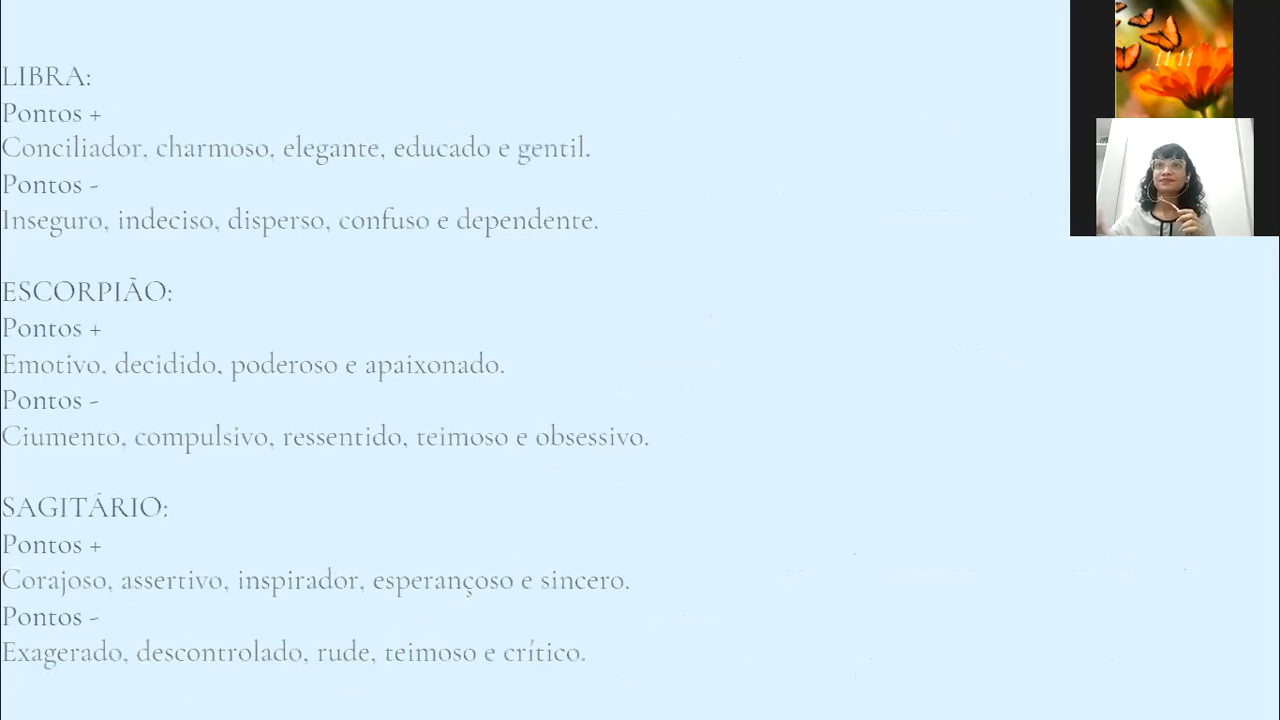 LIBRA:
Pontos +
Conciliador, charmoso, elegante, educado e gentil.
Pontos -
Inseguro, indeciso, disperso, confuso e dependente.
ESCORPIÃO:
Pontos +
Emotivo, decidido, poderoso e apaixonado.
Pontos -
Ciumento, compulsivo, ressentido, teimoso e obsessivo.
SAGITÁRIO:
Pontos +
Corajoso, assertivo, inspirador, esperançoso e sincero.
Pontos -
Exagerado, descontrolado, rude, teimoso e crítico.
11 11